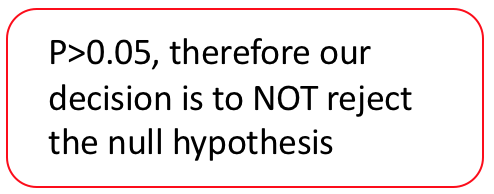 P>0.05, therefore our
decision is to NOT reject
the null hypothesis